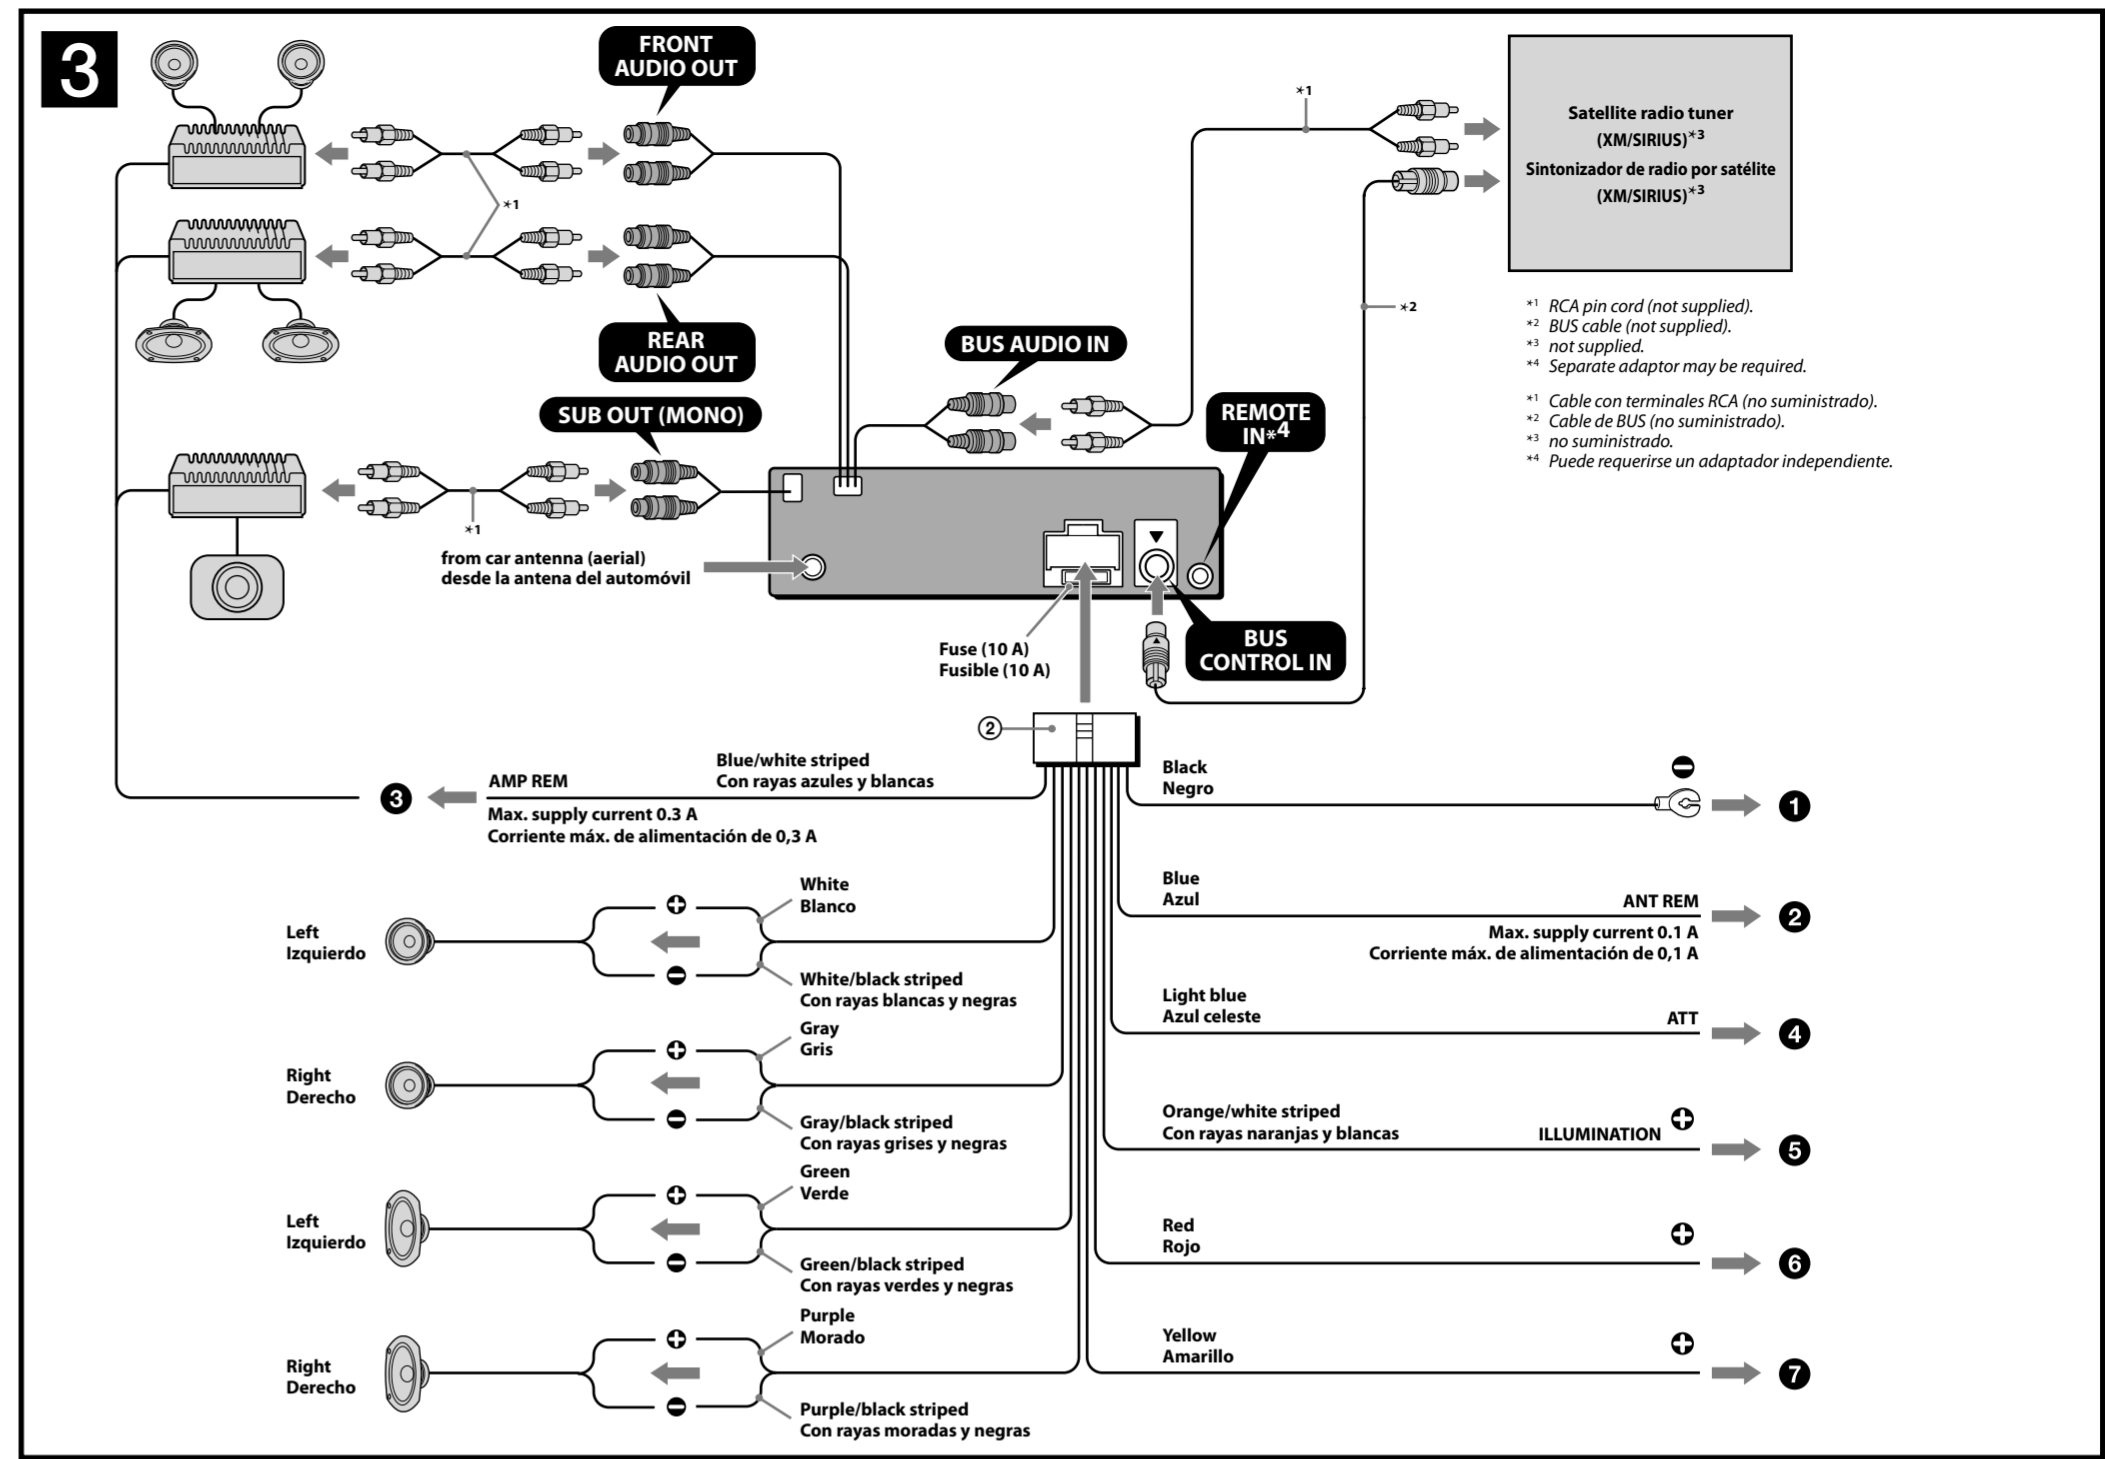 3
FRONT
AUDIO OUT
*1
Satellite radio tuner
(XM/SIRIUS)*3
Sintonizador de radio por satélite
(XM/SIRIUS)*3
*1
*2
REAR
AUDIO OUT
BUS AUDIO IN
*1 RCA pin cord (not supplied).
*2 BUS cable (not supplied).
*3 not supplied.
*4 Separate adaptor may be required.
*1 Cable con terminales RCA (no suministrado).
*2 Cable de BUS (no suministrado).
*3 no suministrado.
*4 Puede requerirse un adaptador independiente.
SUB OUT (MONO)
REMOTE
IN*4
*1
from car antenna (aerial)
desde la antena del automóvil
Fuse (10 A)
Fusible (10 A)
BUS
CONTROL IN
2
Blue/white striped
Con rayas azules y blancas
AMP REM
3
Max. supply current 0.3 A
Corriente máx. de alimentación de 0,3 A
Black
Negro
1
White
Blanco
Left
Izquierdo
White/black striped
Con rayas blancas y negras
Blue
Azul
ANT REM
2
Max. supply current 0.1 A
Corriente máx. de alimentación de 0,1 A
Gray
Gris
Right
Derecho
Gray/black striped
Con rayas grises y negras
Light blue
Azul celeste
ATT
4
Orange/white striped
Con rayas naranjas y blancas
ILLUMINATION
5
Green
Verde
Left
Izquierdo
Green/black striped
Con rayas verdes y negras
Red
Rojo
6
Purple
Morado
Right
Derecho
Purple/black striped
Con rayas moradas y negras
Yellow
Amarillo
7